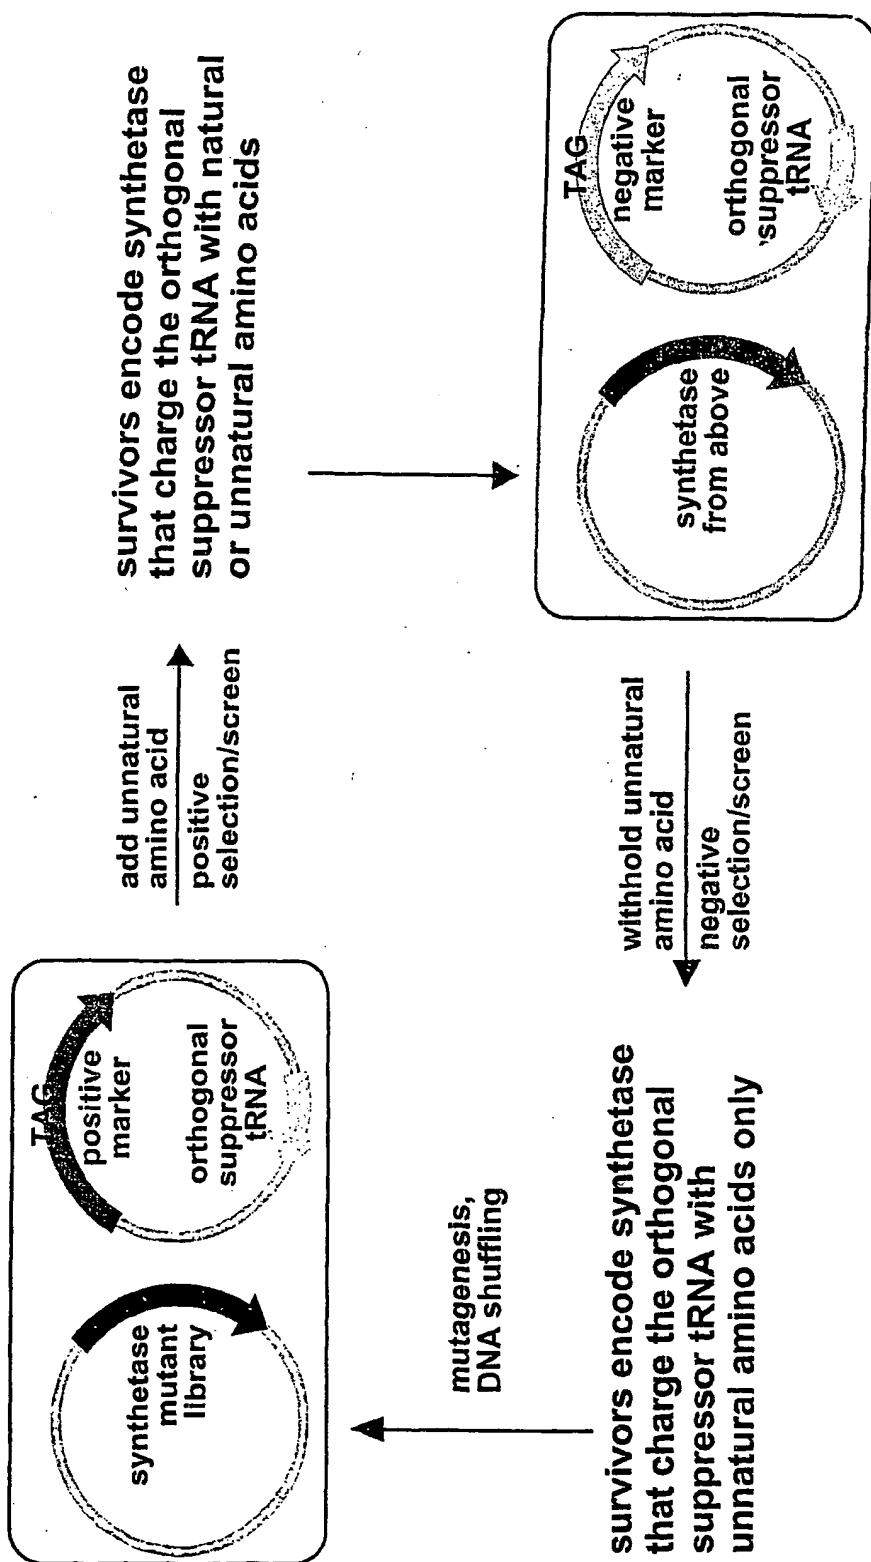 synthetase
mutant
library
TAG
positive
marker
orthogonal
suppressor
tRNA
add unnatural
amino acid
positive
selection/screen
survivors encode synthetase
that charge the orthogonal
suppressor tRNA with natural
or unnatural amino acids
synthetase
from above
TAG
negative
marker
orthogonal
suppressor
tRNA
withhold unnatural
amino acid
negative
selection/screen
survivors encode synthetase
that charge the orthogonal
suppressor tRNA with
unnatural amino acids only
mutagenesis,
DNA shuffling